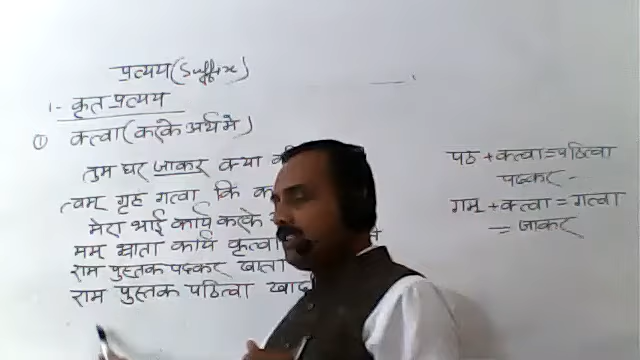 प्रत्यय (Suffix)
1- कृत प्रत्यय
① क्त्वा (करके अर्थ मे)
तुम घर जाकर क्या
त्वम् गृह गत्वा कि
मेरा भाई कार्य करके
मम भ्राता कार्य कृत्वा
राम पुस्तक पढ़कर खाता
राम पुस्तक पठित्वा
पठ + क्त्वा = पठित्वा
पढ़कर -
गम् + क्त्वा = गत्वा
= जाकर